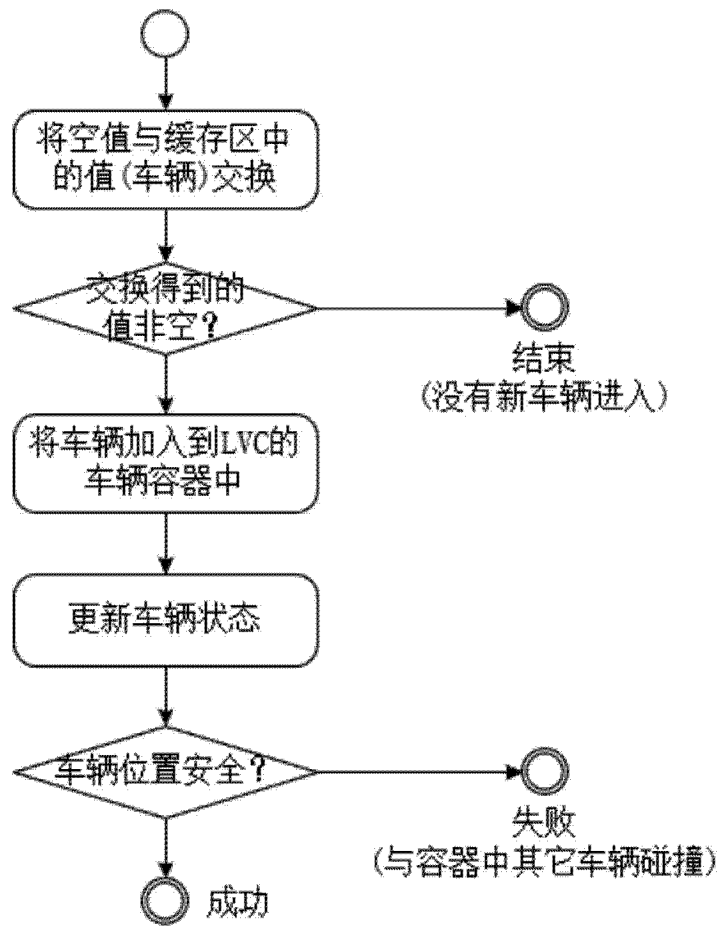 将空值与缓存区中
的值(车辆)交换
交换得到的
值非空?
结束
(没有新车辆进入)
将车辆加入到LVC的
车辆容器中
更新车辆状态
车辆位置安全?
失败
(与容器中其它车辆碰撞)
成功